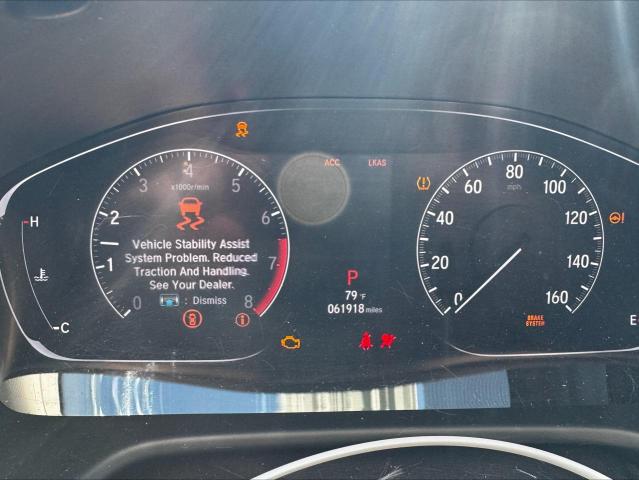 ACC LKAS
3 4 5
x1000r/min
2 6
1 7
0 8
Vehicle Stability Assist
System Problem. Reduced
Traction And Handling.
See Your Dealer.
: Dismiss
H
C
P
79 °F
061918 miles
80
60 100
mph
40 120
20 140
0 160
BRAKE
SYSTEM
E